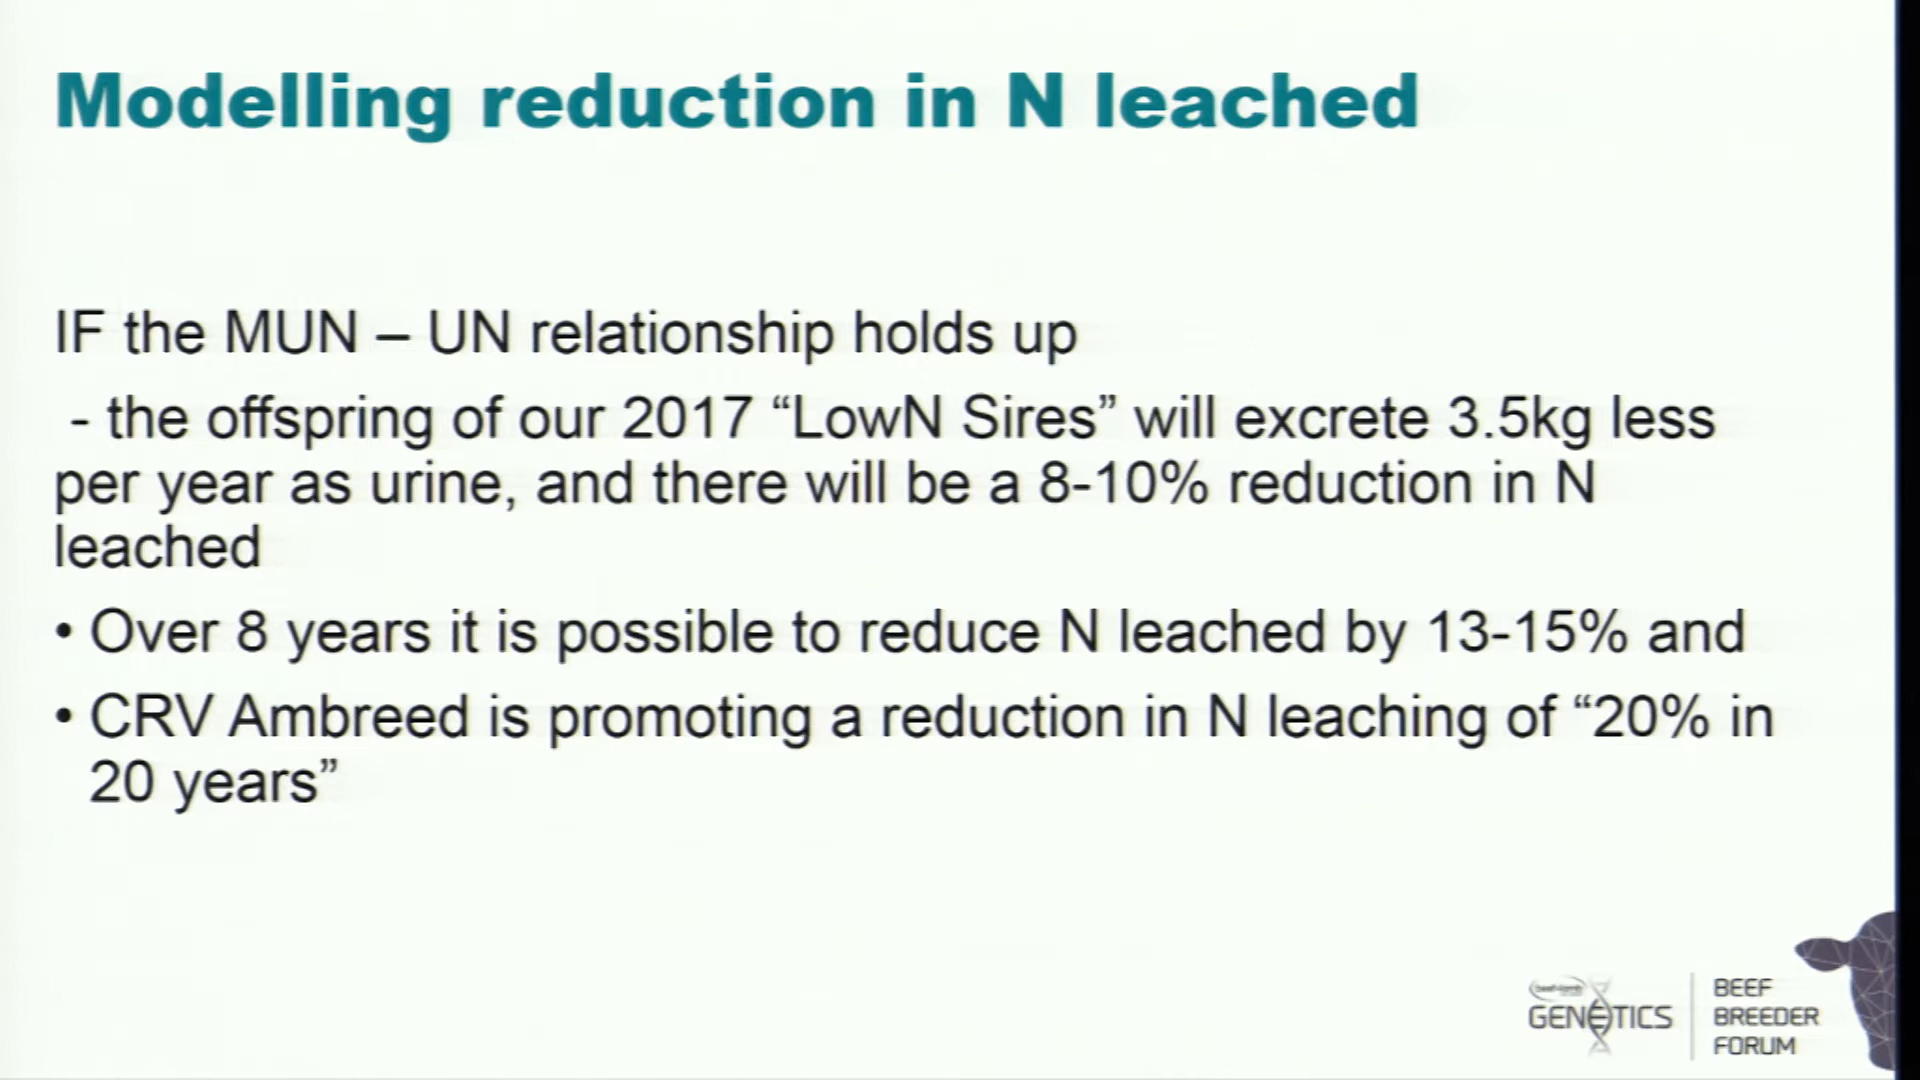 Modelling reduction in N leached
IF the MUN – UN relationship holds up
- the offspring of our 2017 “LowN Sires” will excrete 3.5kg less
per year as urine, and there will be a 8-10% reduction in N
leached
• Over 8 years it is possible to reduce N leached by 13-15% and
• CRV Ambreed is promoting a reduction in N leaching of “20% in
20 years”
GENETICS
BEEF
BREEDER
FORUM